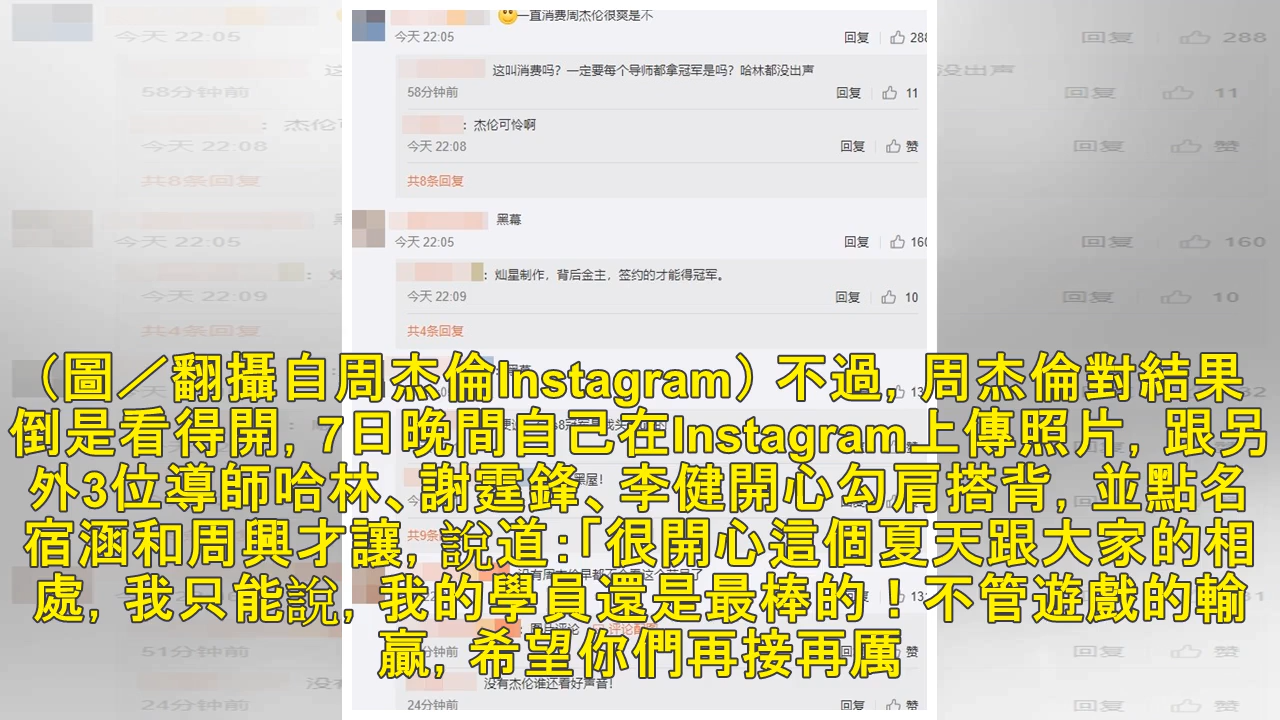 一直消费周杰伦很爽是不
今天 22:05 回复 288
这叫消费吗？一定要每个导师都拿冠军是吗？哈林都没出声
58分钟前 回复 11
：杰伦可怜啊
今天 22:08 回复 赞
共8条回复
黑幕
今天 22:05 回复 160
：灿星制作，背后金主，签约的才能得冠军。
今天 22:09 回复 10
共4条回复
（圖／翻攝自周杰倫Instagram）不過, 周杰倫對結果
倒是看得開, 7日晚間自己在Instagram上傳照片, 跟另
外3位導師哈林、謝霆鋒、李健開心勾肩搭背, 並點名
宿涵和周興才讓, 說道:「很開心這個夏天跟大家的相
處, 我只能說, 我的學員還是最棒的！不管遊戲的輸
贏, 希望你們再接再厲
没有杰伦谁还看好声音!
24分钟前 回复 赞